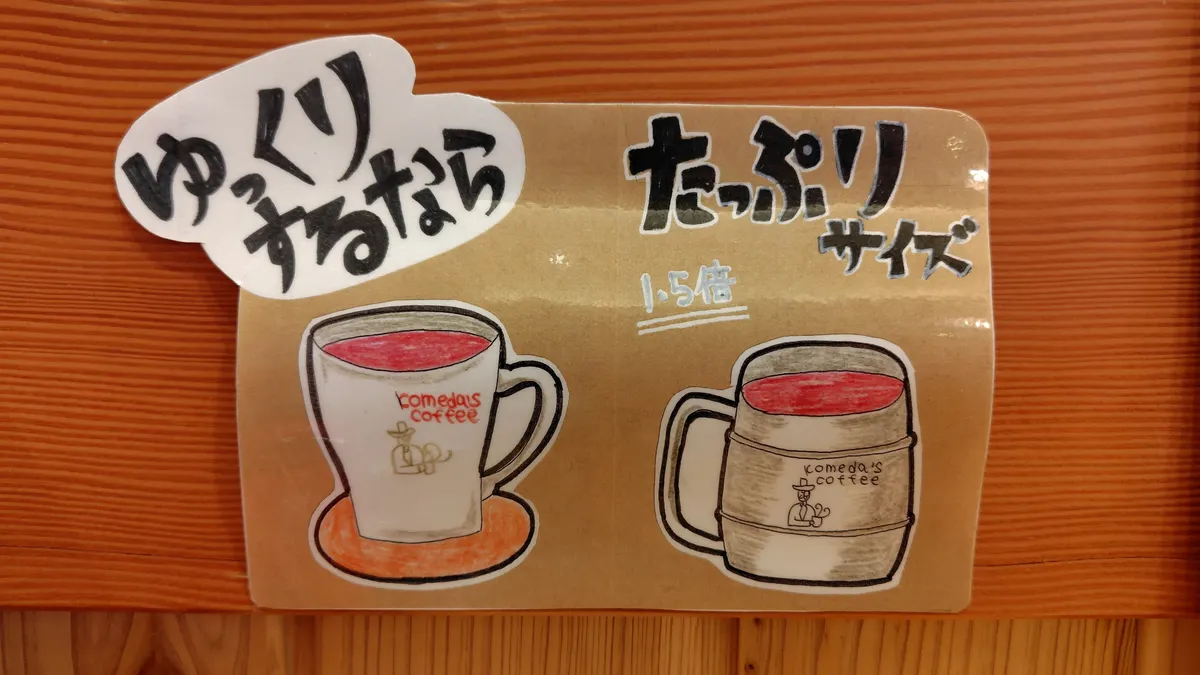 ゆっくり
するなら
たっぷり
サイズ
1.5倍
Komeda's
coffee
Komeda's
coffee